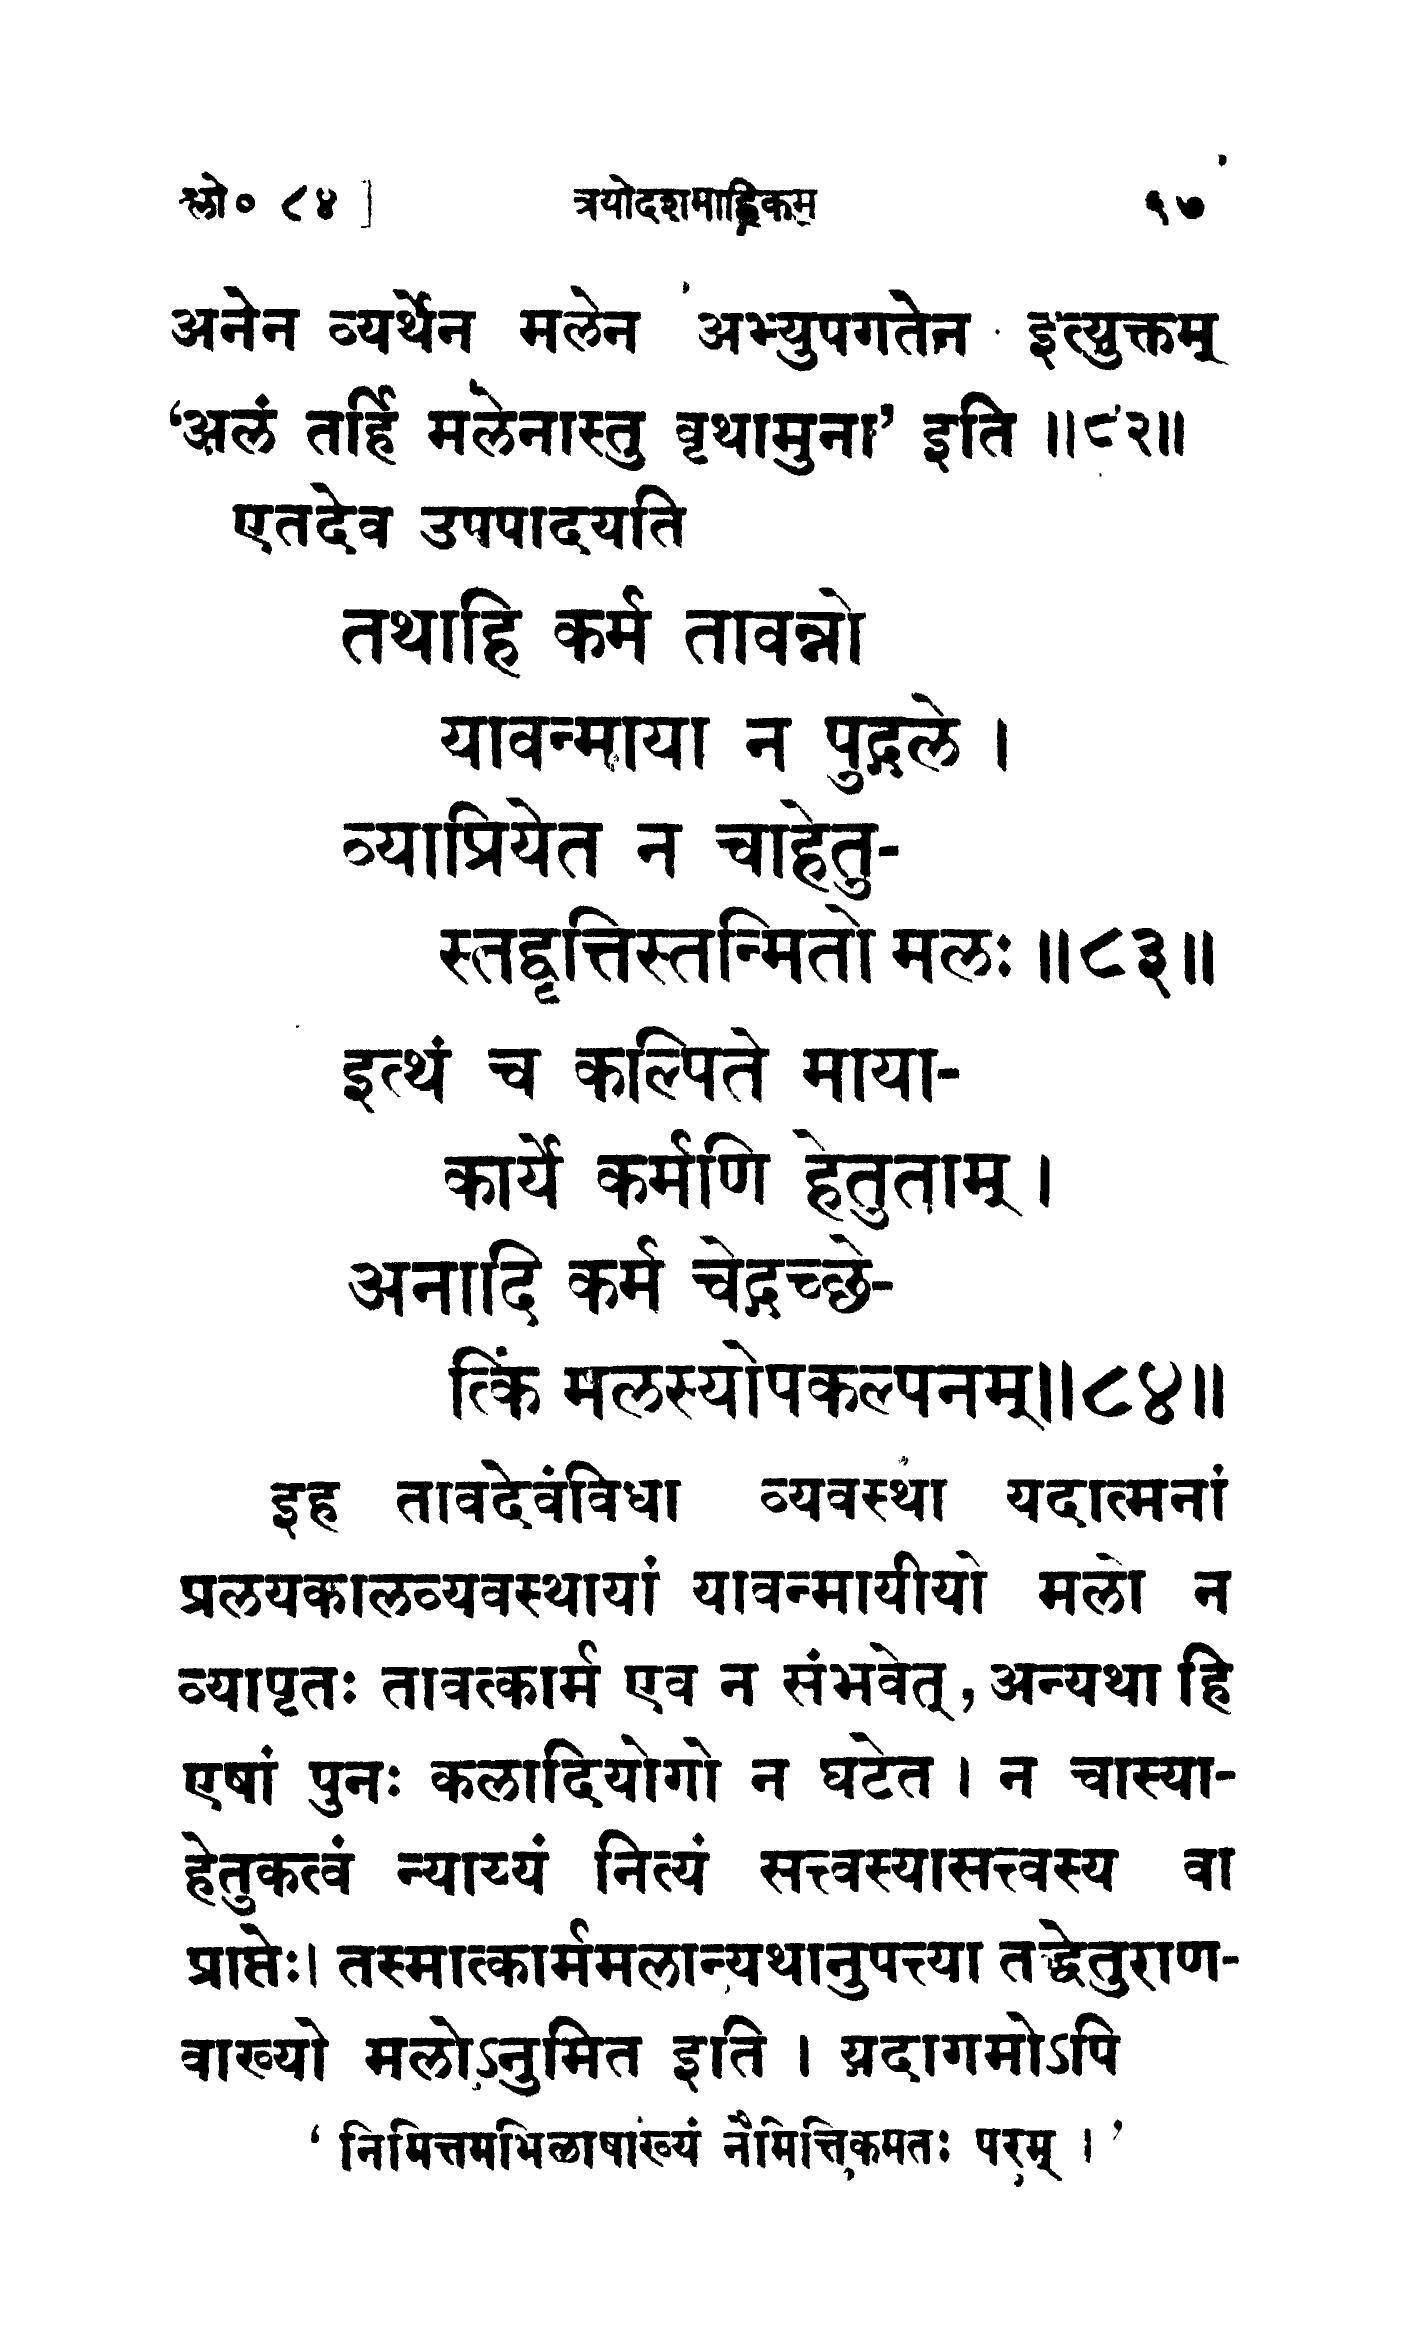 श्लो० ८४ ] त्रयोदशमाह्निकम् ५७
अनेन व्यर्थेन मलेन अभ्युपगतेन इत्युक्तम्
‘अलं तर्हि मलेनास्तु वृथामुना’ इति ॥८२॥
एतदेव उपपादयति
तथाहि कर्म तावन्नो
यावन्माया न पुद्गले ।
व्याप्रियेत न चाहेतु-
स्तद्वृत्तिस्तन्मितो मलः ॥८३॥
इत्थं च कल्पिते माया-
कार्ये कर्मणि हेतुताम् ।
अनादि कर्म चेद्गच्छे-
त्किं मलस्योपकल्पनम्॥८४॥
इह तावदेवंविधा व्यवस्था यदात्मनां
प्रलयकालव्यवस्थायां यावन्मायीयो मलो न
व्यापृतः तावत्कार्म एव न संभवेत्, अन्यथा हि
एषां पुनः कलादियोगो न घटेत । न चास्या-
हेतुकत्वं न्याय्यं नित्यं सत्त्वस्यासत्त्वस्य वा
प्राप्तेः। तस्मात्कार्ममलान्यथानुपत्त्या तद्धेतुराण-
वाख्यो मलोऽनुमित इति । यदागमोऽपि
‘ निमित्तमभिलाषाख्यं नैमित्तिकमतः परम् । ’